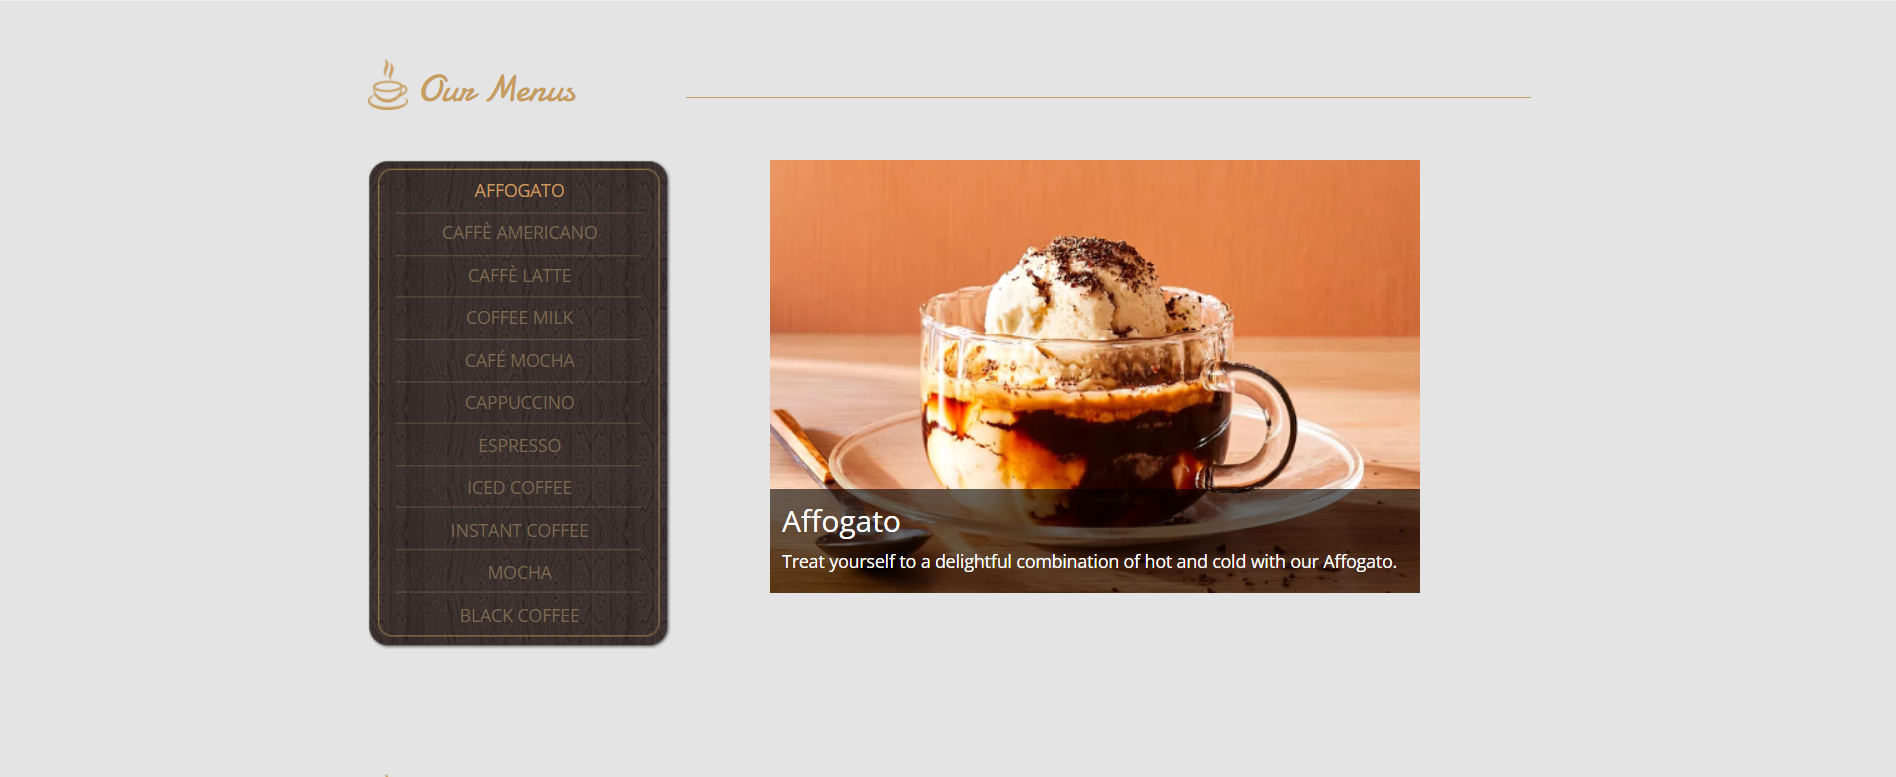 Our Menus
AFFOGATO
CAFFÈ AMERICANO
CAFFÈ LATTE
COFFEE MILK
CAFÉ MOCHA
CAPPUCCINO
ESPRESSO
ICED COFFEE
INSTANT COFFEE
MOCHA
BLACK COFFEE
Affogato
Treat yourself to a delightful combination of hot and cold with our Affogato.